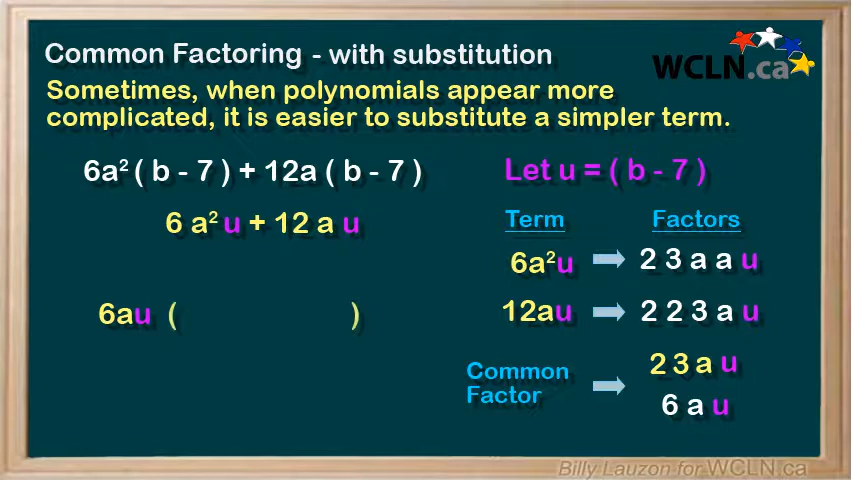 Common Factoring - with substitution
WCLN.ca
Sometimes, when polynomials appear more
complicated, it is easier to substitute a simpler term.
6a² ( b - 7 ) + 12a ( b - 7 )
Let u = ( b - 7 )
6 a² u + 12 a u
Term Factors
6a²u 2 3 a a u
12au 2 2 3 a u
6au ( )
Common
Factor
2 3 a u
6 a u
Billy Lauzon for WCLN.ca